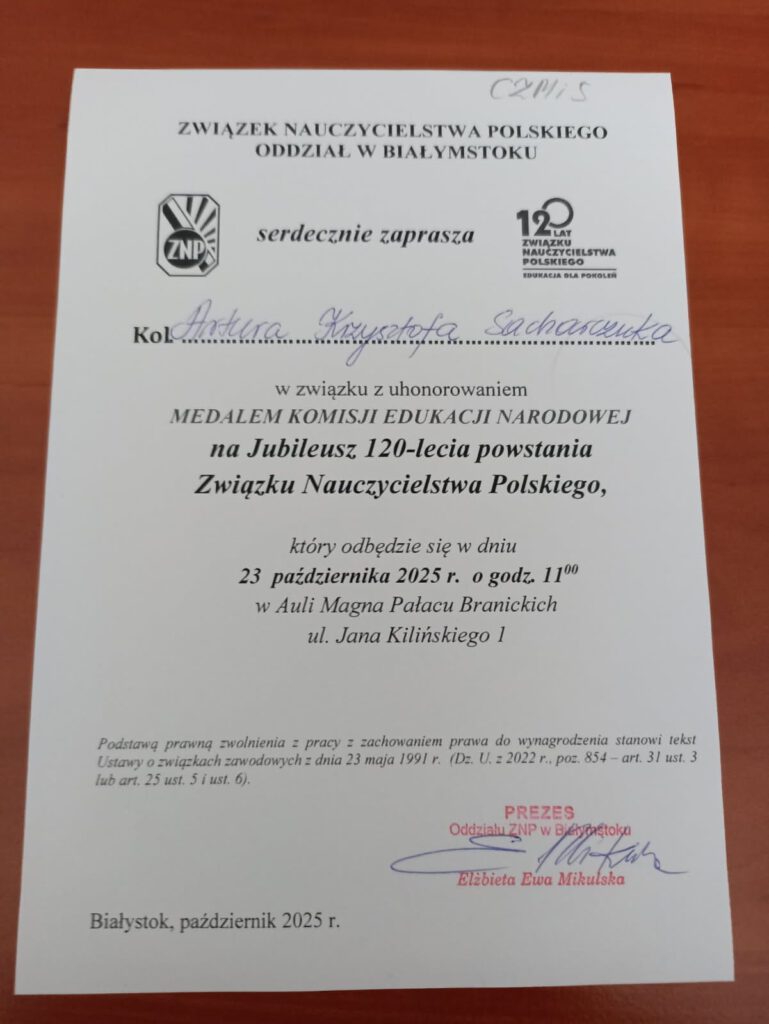 CZMiS
ZWIĄZEK NAUCZYCIELSTWA POLSKIEGO
ODDZIAŁ W BIAŁYMSTOKU
ZNP
serdecznie zaprasza
120 LAT
ZWIĄZKU
NAUCZYCIELSTWA
POLSKIEGO
EDUKACJA DLA POKOLEŃ
Kol. Artura Krzysztofa Sacharczuka
w związku z uhonorowaniem
MEDALEM KOMISJI EDUKACJI NARODOWEJ
na Jubileusz 120-lecia powstania
Związku Nauczycielstwa Polskiego,
który odbędzie się w dniu
23 października 2025 r. o godz. 11⁰⁰
w Auli Magna Pałacu Branickich
ul. Jana Kilińskiego 1
Podstawą prawną zwolnienia z pracy z zachowaniem prawa do wynagrodzenia stanowi tekst
Ustawy o związkach zawodowych z dnia 23 maja 1991 r. (Dz. U. z 2022 r., poz. 854 – art. 31 ust. 3
lub art. 25 ust. 5 i ust. 6).
PREZES
Oddziału ZNP w Białymstoku
Elżbieta Ewa Mikulska
Białystok, październik 2025 r.